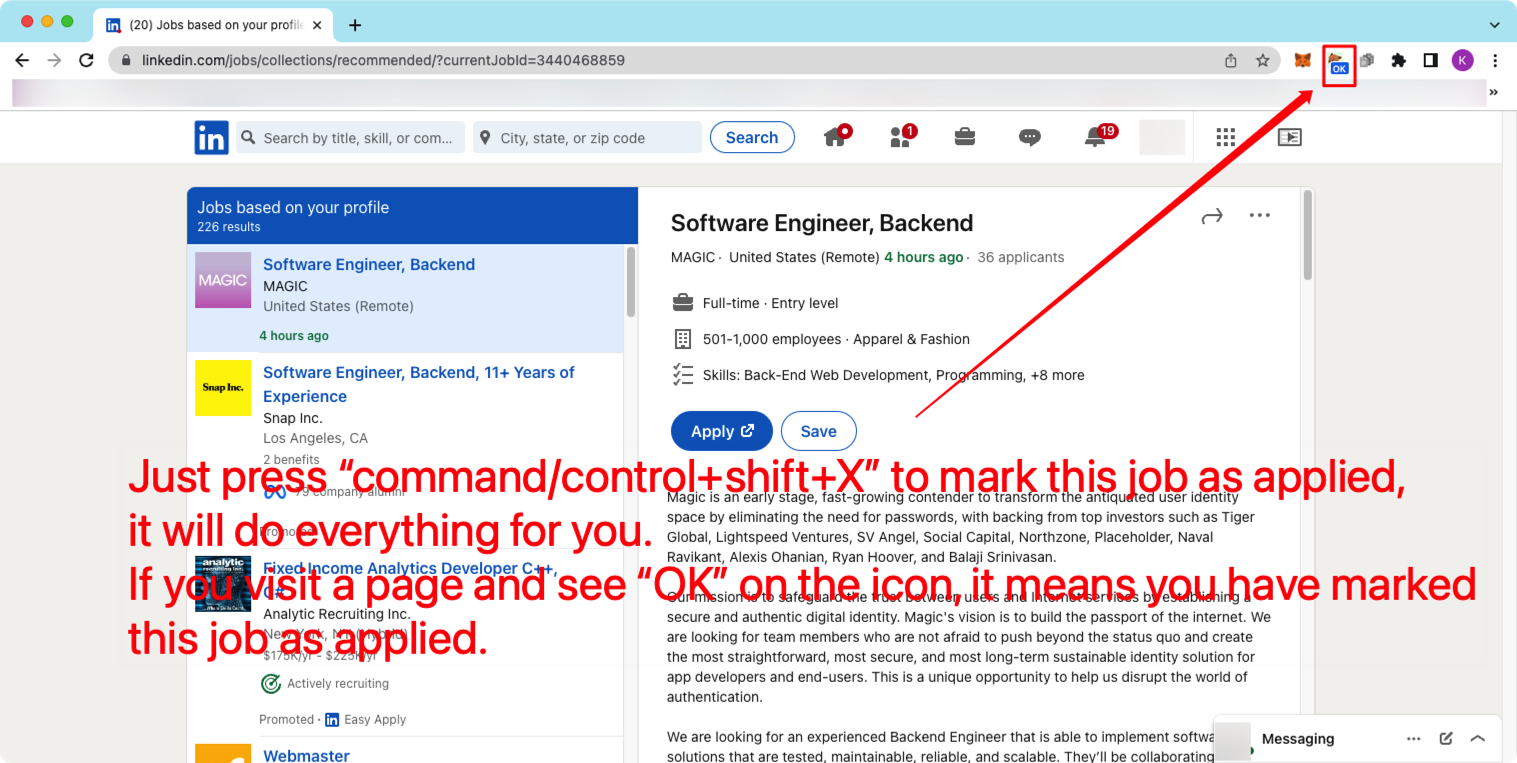 (20) Jobs based on your profile
linkedin.com/jobs/collections/recommended/?currentJobId=3440468859
OK
K
»
in
Search by title, skill, or com...
City, state, or zip code
Search
1
19
Jobs based on your profile
226 results
MAGIC
Software Engineer, Backend
MAGIC
United States (Remote)
4 hours ago
Snap Inc.
Software Engineer, Backend, 11+ Years of
Experience
Snap Inc.
Los Angeles, CA
2 benefits
79 company alumni
Promoted
analytic
recruiting inc.
Fixed Income Analytics Developer C++,
C#
Analytic Recruiting Inc.
New York, NY (Hybrid)
$175K/yr - $225K/yr
Actively recruiting
Promoted · in Easy Apply
Webmaster
Software Engineer, Backend
MAGIC · United States (Remote) 4 hours ago · 36 applicants
Full-time · Entry level
501-1,000 employees · Apparel & Fashion
Skills: Back-End Web Development, Programming, +8 more
Apply
Save
Just press “command/control+shift+X” to mark this job as applied,
it will do everything for you.
If you visit a page and see “OK” on the icon, it means you have marked
this job as applied.
Magic is an early stage, fast-growing contender to transform the antiquated user identity
space by eliminating the need for passwords, with backing from top investors such as Tiger
Global, Lightspeed Ventures, SV Angel, Social Capital, Northzone, Placeholder, Naval
Ravikant, Alexis Ohanian, Ryan Hoover, and Balaji Srinivasan.
Our mission is to safeguard the trust between users and Internet services by establishing a
secure and authentic digital identity. Magic's vision is to build the passport of the internet. We
are looking for team members who are not afraid to push beyond the status quo and create
the most straightforward, most secure, and most long-term sustainable identity solution for
app developers and end-users. This is a unique opportunity to help us disrupt the world of
authentication.
We are looking for an experienced Backend Engineer that is able to implement softwa
solutions that are tested, maintainable, reliable, and scalable. They’ll be collaborating
Messaging